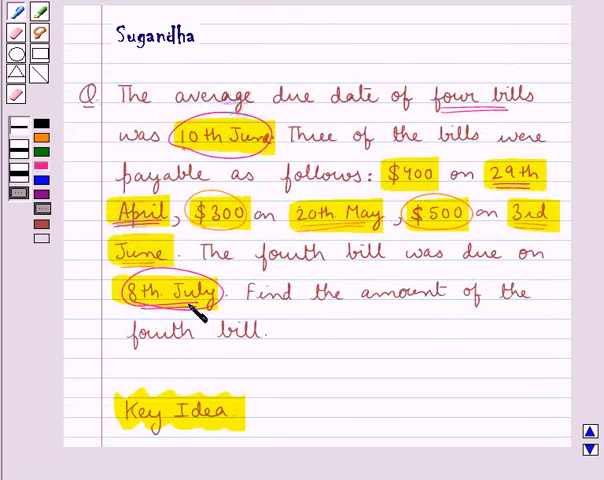 Sugandha
Q. The average due date of four bills
was 10th June. Three of the bills were
payable as follows: $400 on 29th
April, $300 on 20th May, $500 on 3rd
June. The fourth bill was due on
8th July. Find the amount of the
fourth bill.
Key Idea.